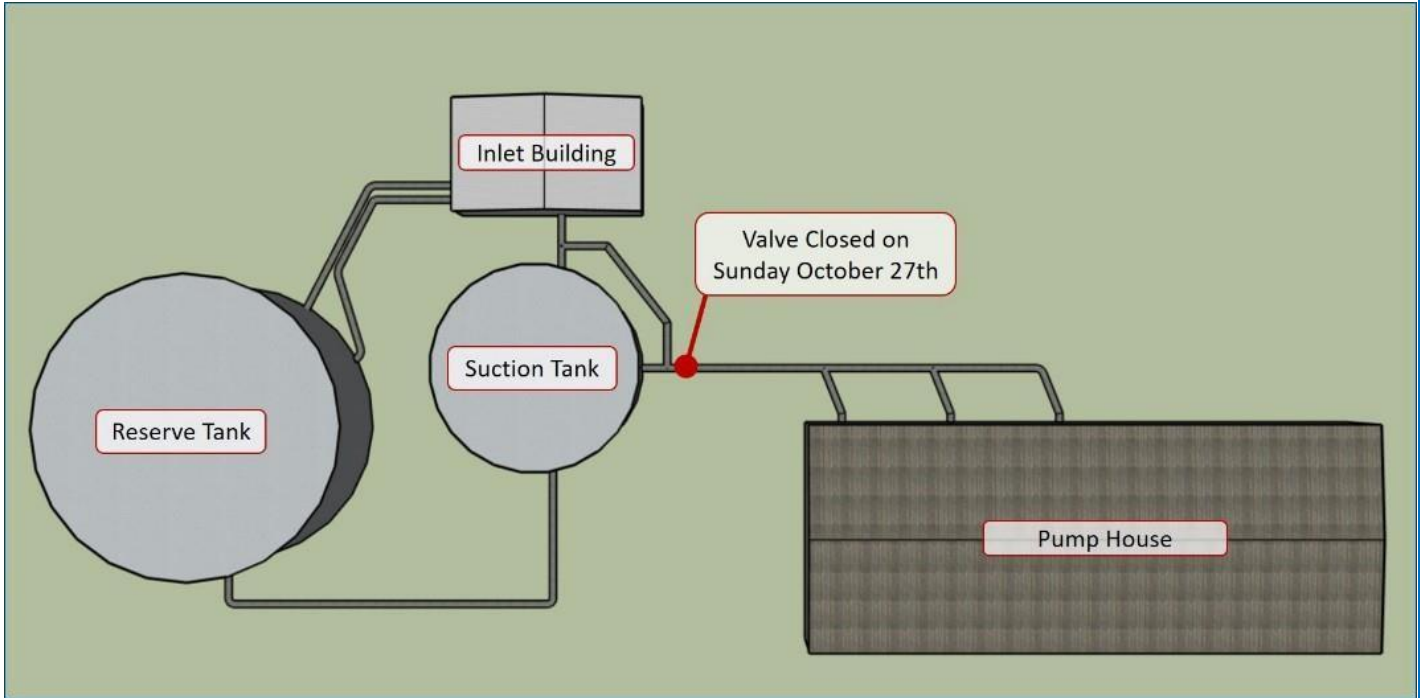 Inlet Building
Valve Closed on
Sunday October 27th
Suction Tank
Reserve Tank
Pump House